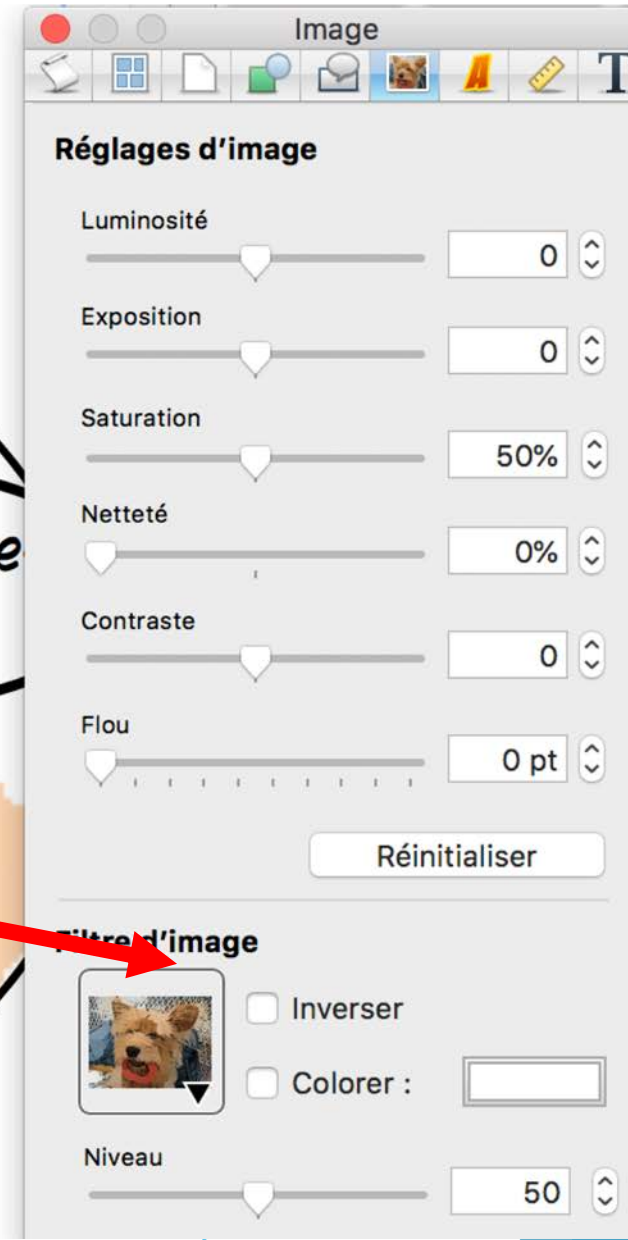 Image
T
Réglages d’image
Luminosité
0
Exposition
0
Saturation
50%
Netteté
0%
Contraste
0
Flou
0 pt
Réinitialiser
Filtre d’image
Inverser
Colorer :
Niveau
50